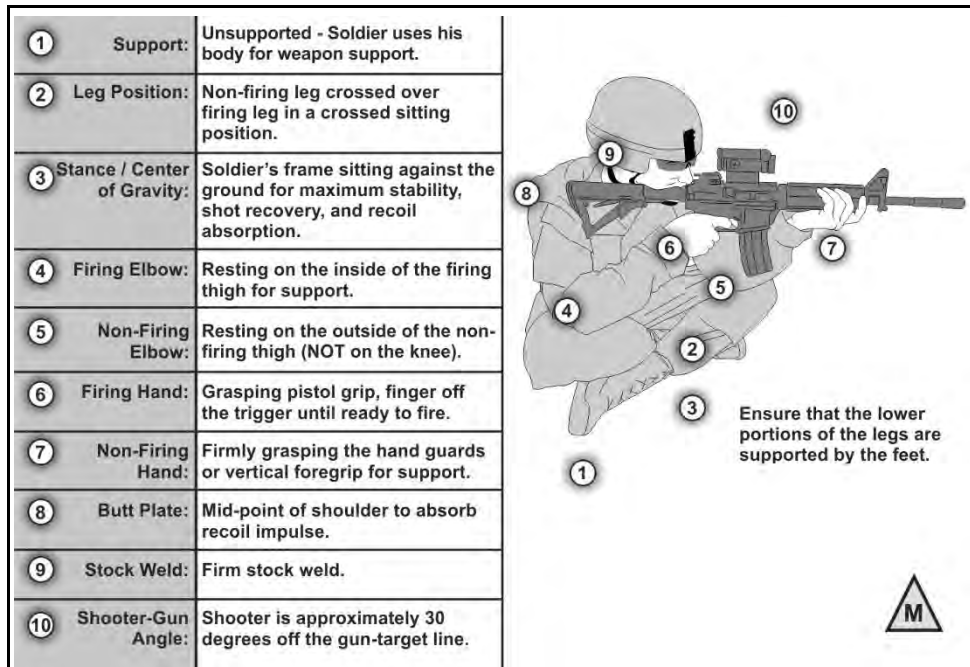 1 Support: Unsupported - Soldier uses his
body for weapon support.
2 Leg Position: Non-firing leg crossed over
firing leg in a crossed sitting
position.
3 Stance / Center
of Gravity: Soldier's frame sitting against the
ground for maximum stability,
shot recovery, and recoil
absorption.
4 Firing Elbow: Resting on the inside of the firing
thigh for support.
5 Non-Firing
Elbow: Resting on the outside of the non-
firing thigh (NOT on the knee).
6 Firing Hand: Grasping pistol grip, finger off
the trigger until ready to fire.
7 Non-Firing
Hand: Firmly grasping the hand guards
or vertical foregrip for support.
8 Butt Plate: Mid-point of shoulder to absorb
recoil impulse.
9 Stock Weld: Firm stock weld.
10 Shooter-Gun
Angle: Shooter is approximately 30
degrees off the gun-target line.
10
9
8
7
6
5
4
2
3
1
Ensure that the lower
portions of the legs are
supported by the feet.
M